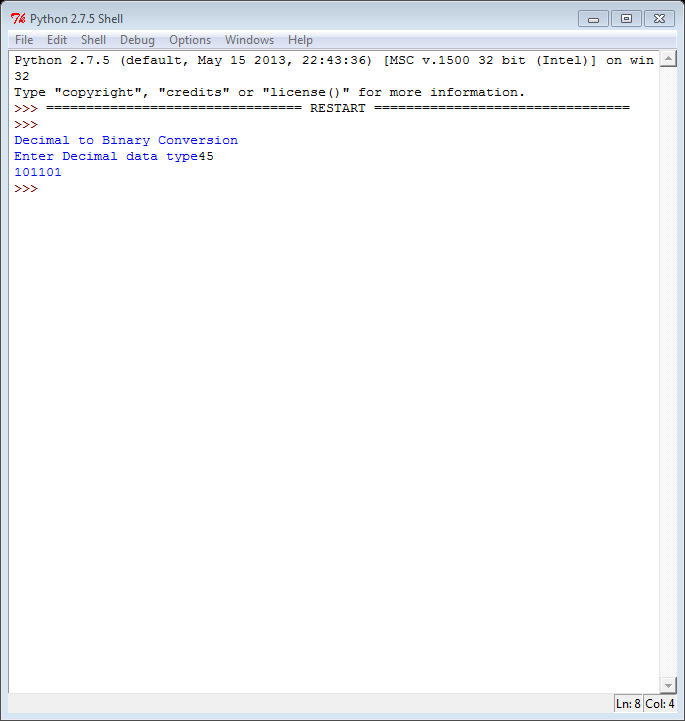 Python 2.7.5 Shell
File Edit Shell Debug Options Windows Help
Python 2.7.5 (default, May 15 2013, 22:43:36) [MSC v.1500 32 bit (Intel)] on win
32
Type "copyright", "credits" or "license()" for more information.
>>> ================================ RESTART ================================
>>>
Decimal to Binary Conversion
Enter Decimal data type45
101101
>>>
Ln: 8 Col: 4